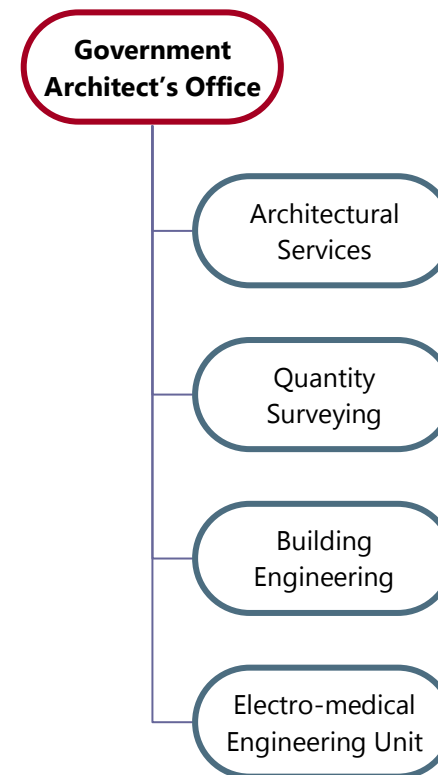 Government
Architect’s Office
Architectural
Services
Quantity
Surveying
Building
Engineering
Electro-medical
Engineering Unit